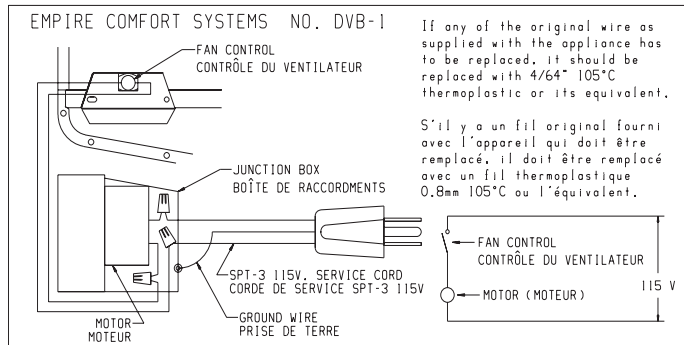 EMPIRE COMFORT SYSTEMS NO. DVB-1
FAN CONTROL
CONTRÔLE DU VENTILATEUR
JUNCTION BOX
BOÎTE DE RACCORDMENTS
SPT-3 115V. SERVICE CORD
CORDE DE SERVICE SPT-3 115V
GROUND WIRE
PRISE DE TERRE
MOTOR
MOTEUR
If any of the original wire as
supplied with the appliance has
to be replaced, it should be
replaced with 4/64" 105°C
thermoplastic or its equivalent.
S'il y a un fil original fourni
avec l'appareil qui doit être
remplacé, il doit être remplacé
avec un fil thermoplastique
0.8mm 105°C ou l'équivalent.
FAN CONTROL
CONTRÔLE DU VENTILATEUR
115 V
MOTOR (MOTEUR)